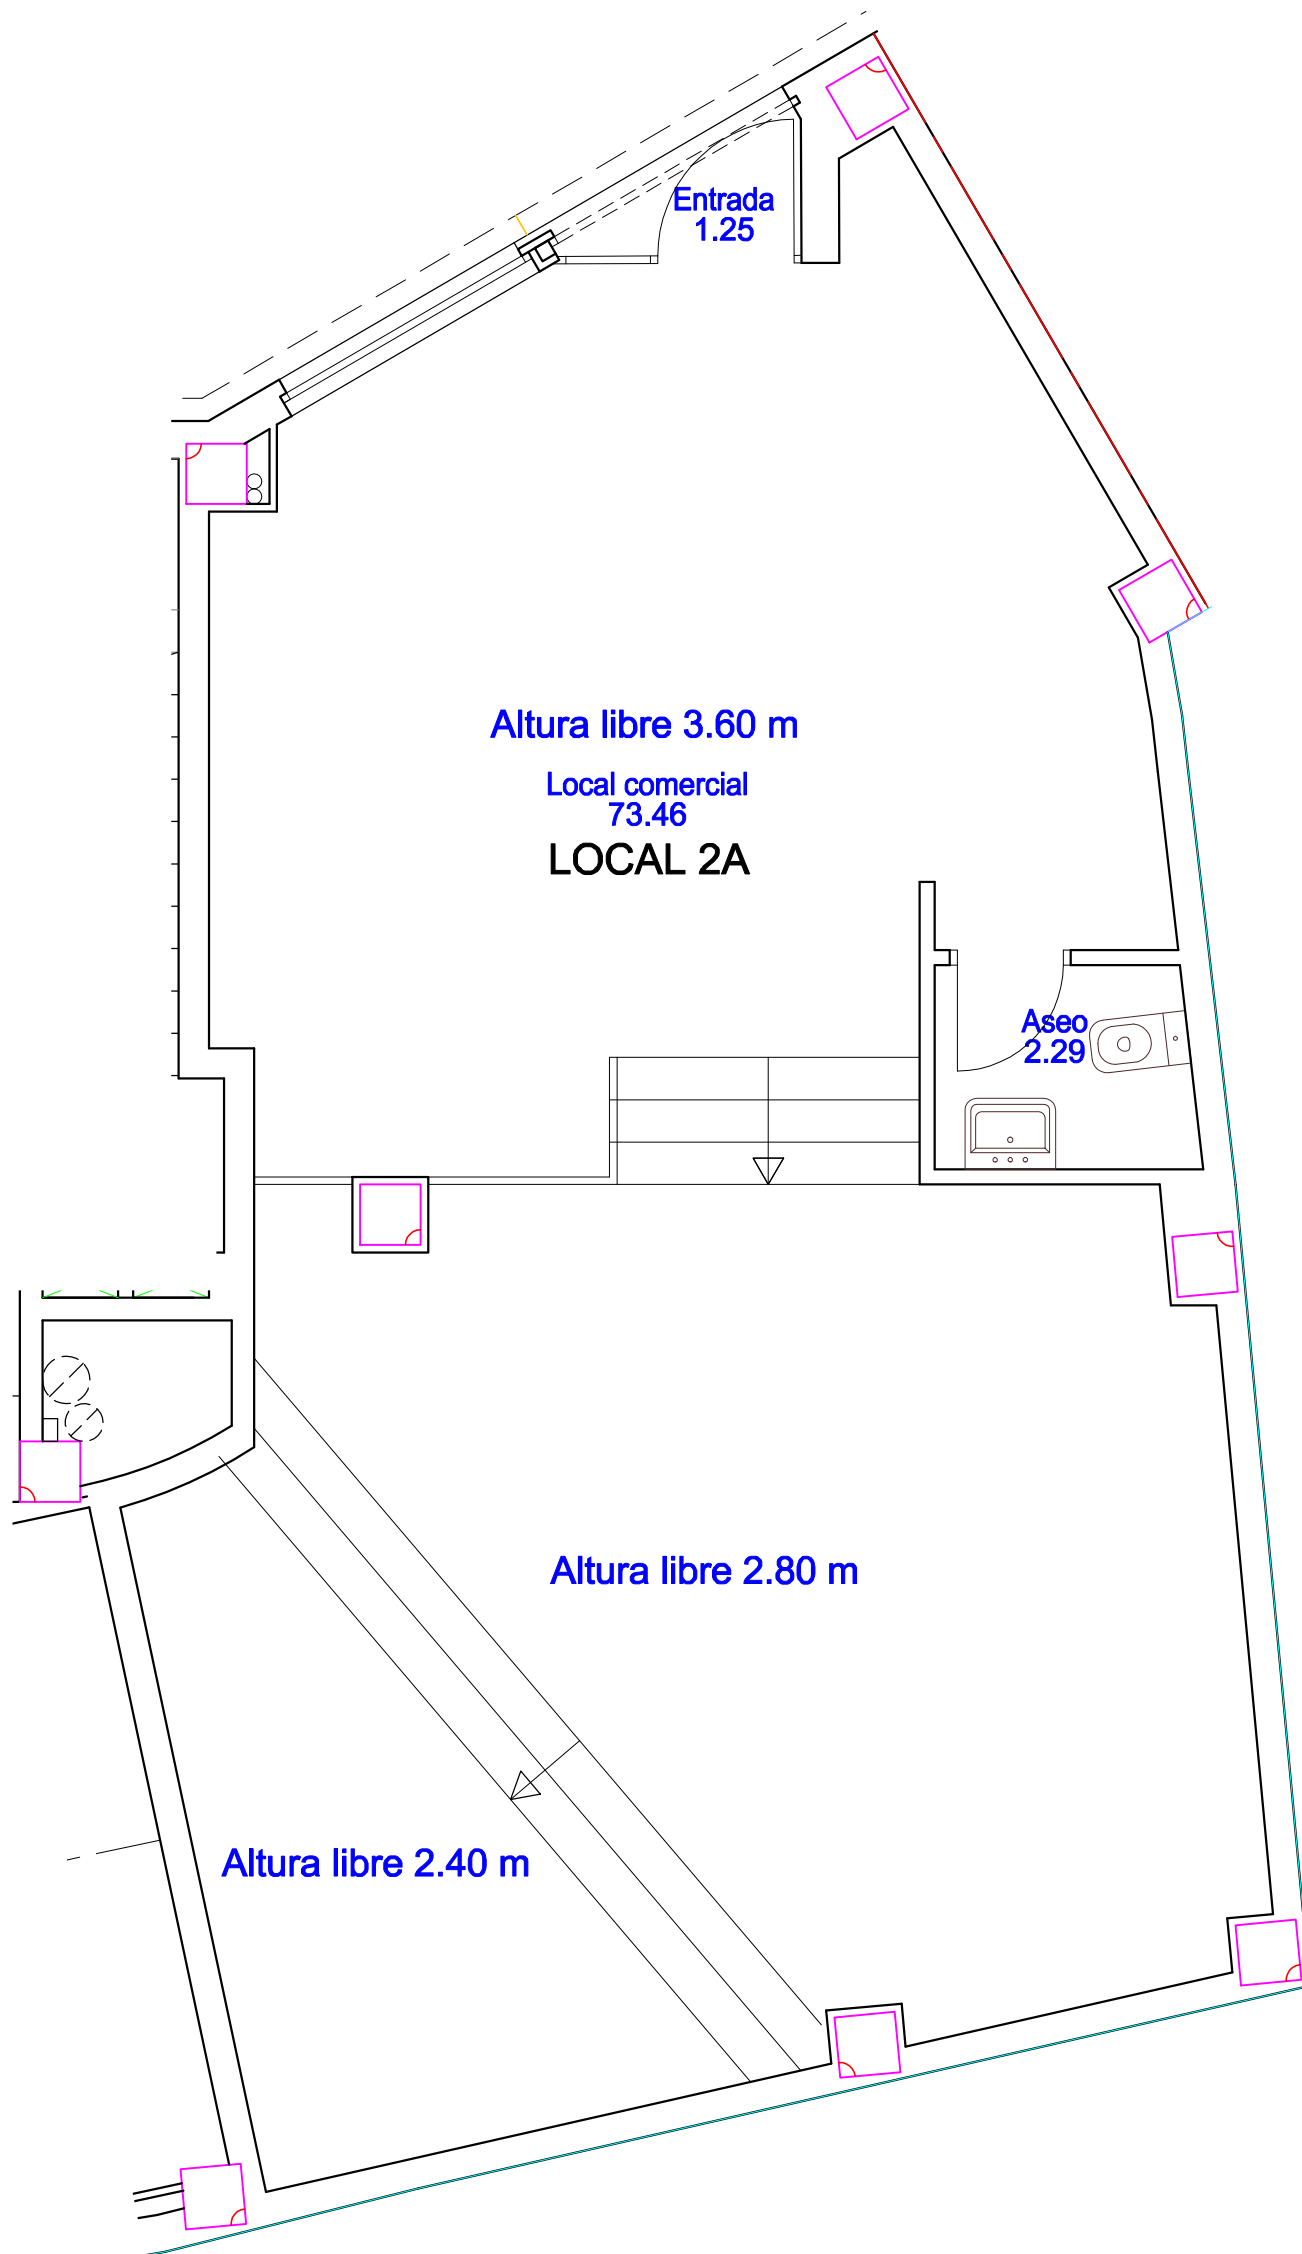 Entrada
1.25
Altura libre 3.60 m
Local comercial
73.46
LOCAL 2A
Aseo
2.29
Altura libre 2.80 m
Altura libre 2.40 m